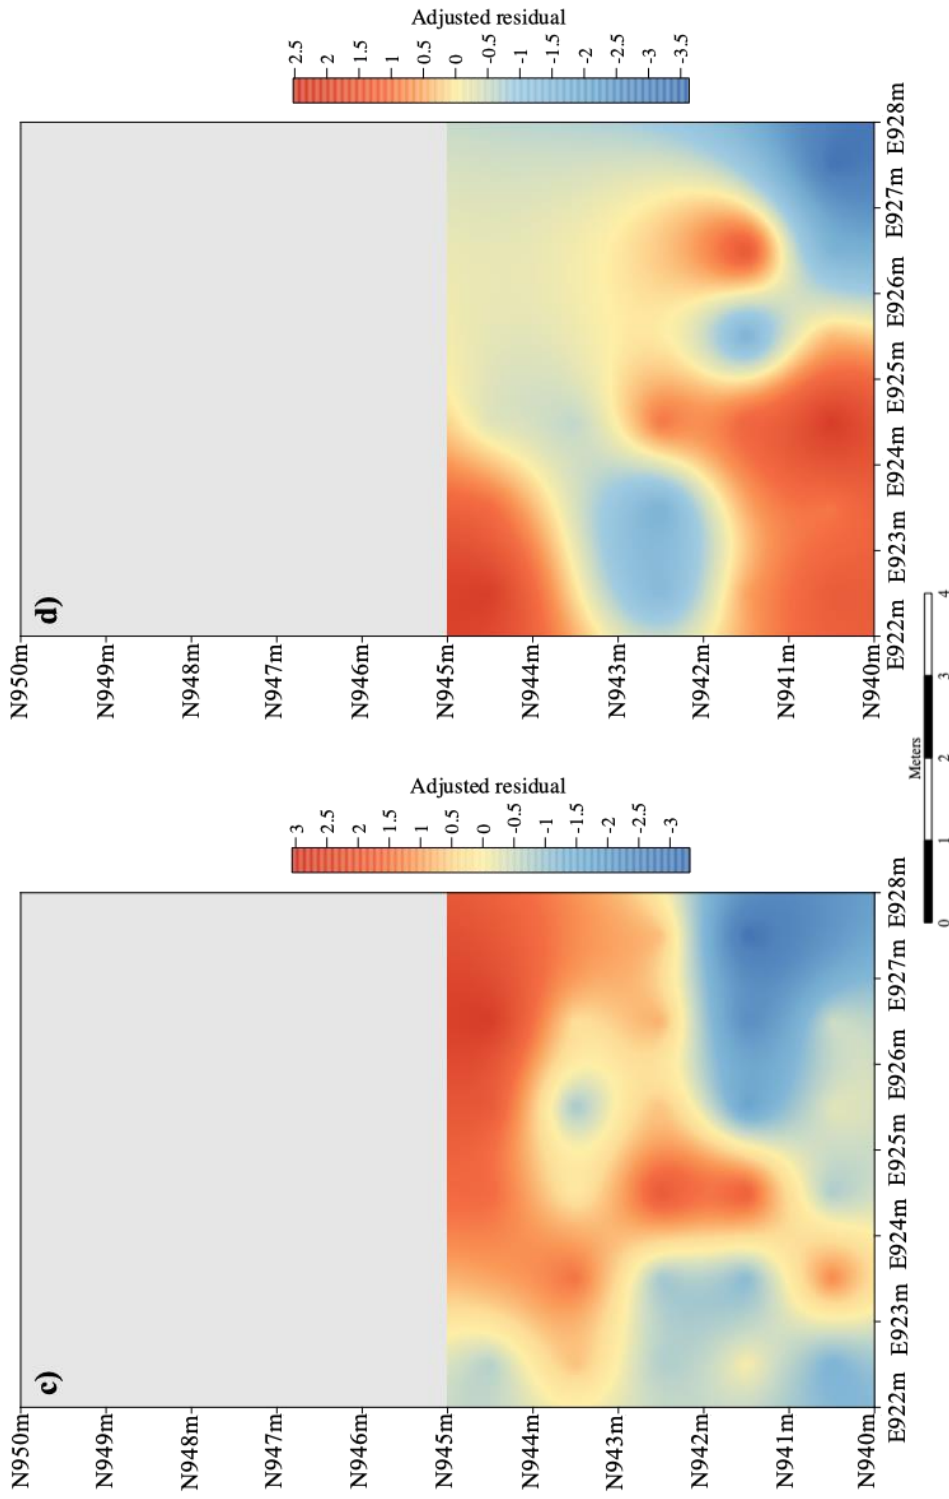 d)
Adjusted residual
2.5
2
1.5
1
0.5
0
-0.5
-1
-1.5
-2
-2.5
-3
-3.5
N950m
N949m
N948m
N947m
N946m
N945m
N944m
N943m
N942m
N941m
N940m
E922m
E923m
E924m
E925m
E926m
E927m
E928m
c)
Adjusted residual
3
2.5
2
1.5
1
0.5
0
-0.5
-1
-1.5
-2
-2.5
-3
N950m
N949m
N948m
N947m
N946m
N945m
N944m
N943m
N942m
N941m
N940m
E922m
E923m
E924m
E925m
E926m
E927m
E928m
Meters
0
1
2
3
4